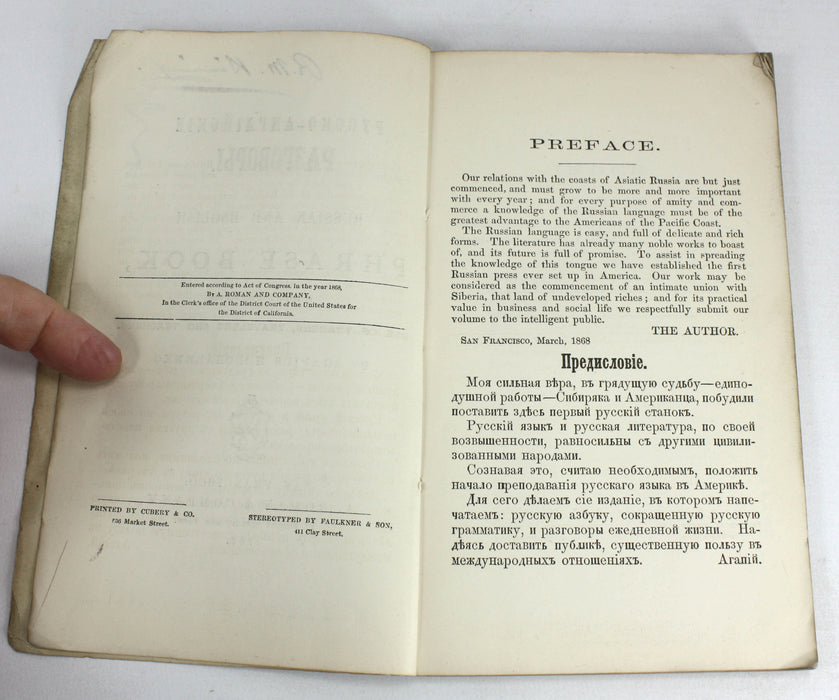 Entered according to Act of Congress, in the year 1868,
By A. ROMAN AND COMPANY,
In the Clerk's office of the District Court of the United States for
the District of California.
PRINTED BY CUBERY & CO.
736 Market Street.
STEREOTYPED BY FAULKNER & SON,
411 Clay Street.
PREFACE.
Our relations with the coasts of Asiatic Russia are but just
commenced, and must grow to be more and more important
with every year; and for every purpose of amity and com-
merce a knowledge of the Russian language must be of the
greatest advantage to the Americans of the Pacific Coast.
The Russian language is easy, and full of delicate and rich
forms. The literature has already many noble works to boast
of, and its future is full of promise. To assist in spreading
the knowledge of this tongue we have established the first
Russian press ever set up in America. Our work may be
considered as the commencement of an intimate union with
Siberia, that land of undeveloped riches; and for its practical
value in business and social life we respectfully submit our
volume to the intelligent public.
THE AUTHOR.
SAN FRANCISCO, March, 1868
Предисловіе.
Моя сильная вѣра, въ грядущую судьбу—едино-
душной работы—Сибиряка и Американца, побудили
поставить здѣсь первый русскій станокъ.
Русскій языкъ и русская литература, по своей
возвышенности, равносильны съ другими цивили-
зованными народами.
Сознавая это, считаю необходимымъ, положить
начало преподаванія русскаго языка въ Америкѣ.
Для сего дѣлаемъ сіе изданіе, въ которомъ напе-
чатаемъ: русскую азбуку, сокращенную русскую
грамматику, и разговоры ежедневной жизни. На-
дѣясь доставить публикѣ, существенную пользу въ
международныхъ отношеніяхъ. Агапій.